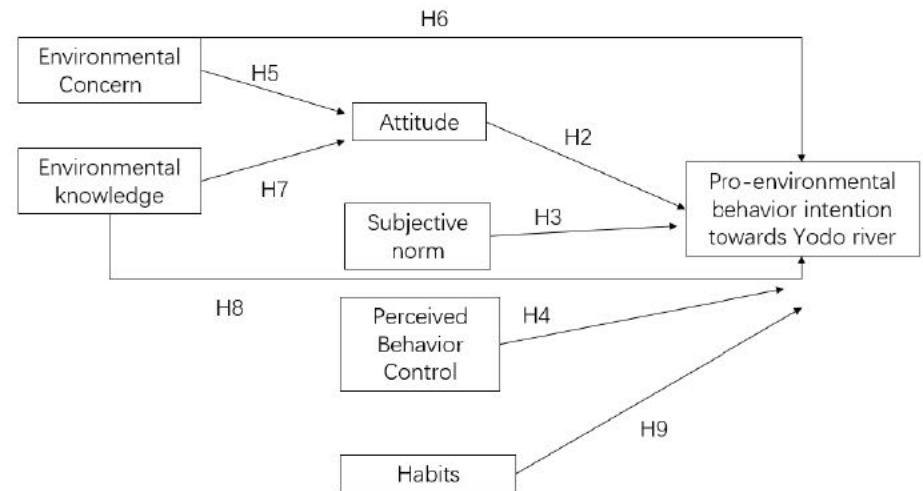 H6
Environmental
Concern
H5
Attitude
H2
Environmental
knowledge
H7
Pro-environmental
behavior intention
towards Yodo river
Subjective
norm
H3
H8
Perceived
Behavior
Control
H4
H9
Habits